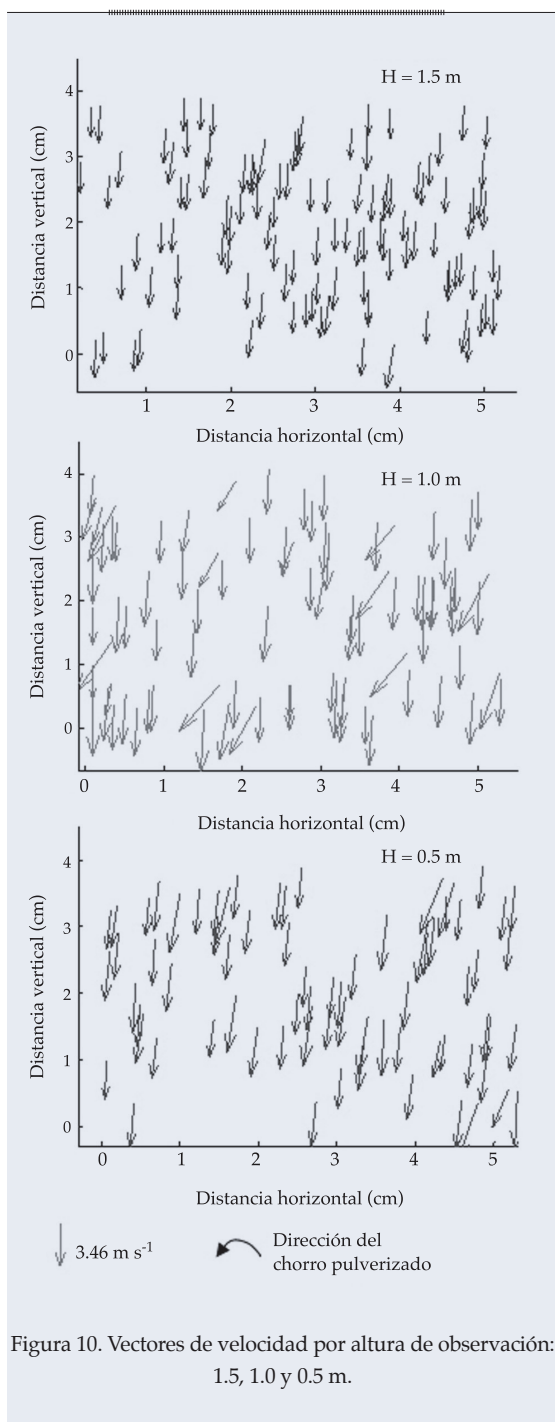 H = 1.5 m
4
3
2
1
0
Distancia vertical (cm)
1 2 3 4 5
Distancia horizontal (cm)
H = 1.0 m
4
3
2
1
0
Distancia vertical (cm)
0 1 2 3 4 5
Distancia horizontal (cm)
H = 0.5 m
4
3
2
1
0
Distancia vertical (cm)
0 1 2 3 4 5
Distancia horizontal (cm)
3.46 m s-1
Dirección del
chorro pulverizado
Figura 10. Vectores de velocidad por altura de observación:
1.5, 1.0 y 0.5 m.